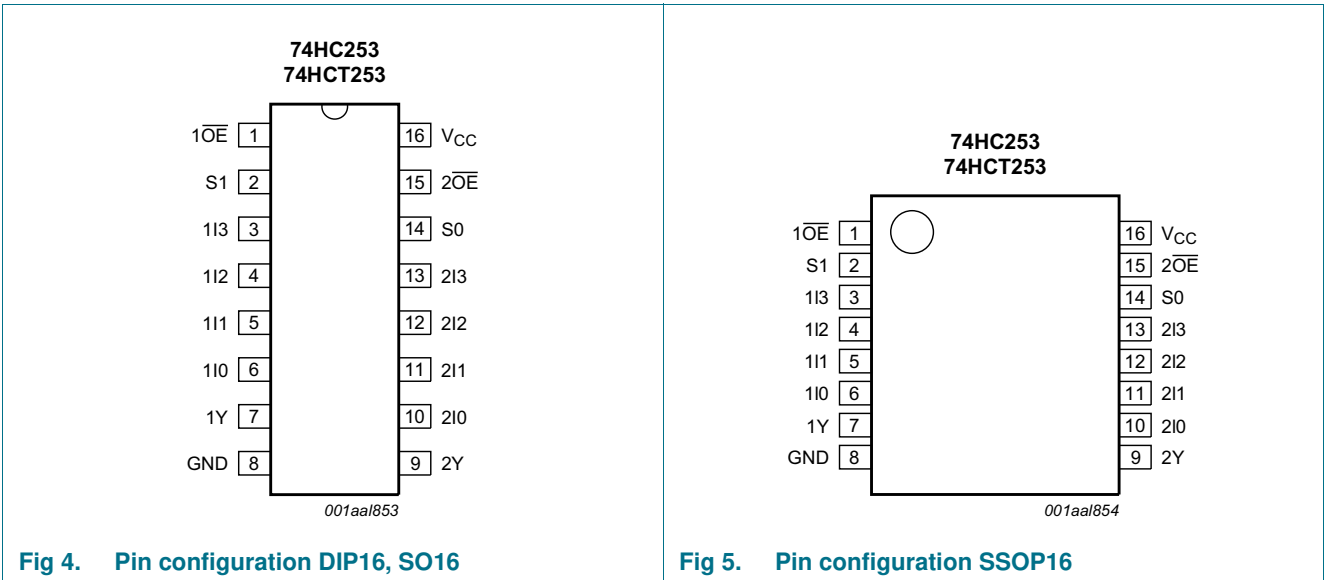 74HC253
74HCT253
1O̅E̅ 1
16 VCC
S1 2
15 2O̅E̅
1I3 3
14 S0
1I2 4
13 2I3
1I1 5
12 2I2
1I0 6
11 2I1
1Y 7
10 2I0
GND 8
9 2Y
001aal853
Fig 4. Pin configuration DIP16, SO16
74HC253
74HCT253
1O̅E̅ 1
16 VCC
S1 2
15 2O̅E̅
1I3 3
14 S0
1I2 4
13 2I3
1I1 5
12 2I2
1I0 6
11 2I1
1Y 7
10 2I0
GND 8
9 2Y
001aal854
Fig 5. Pin configuration SSOP16